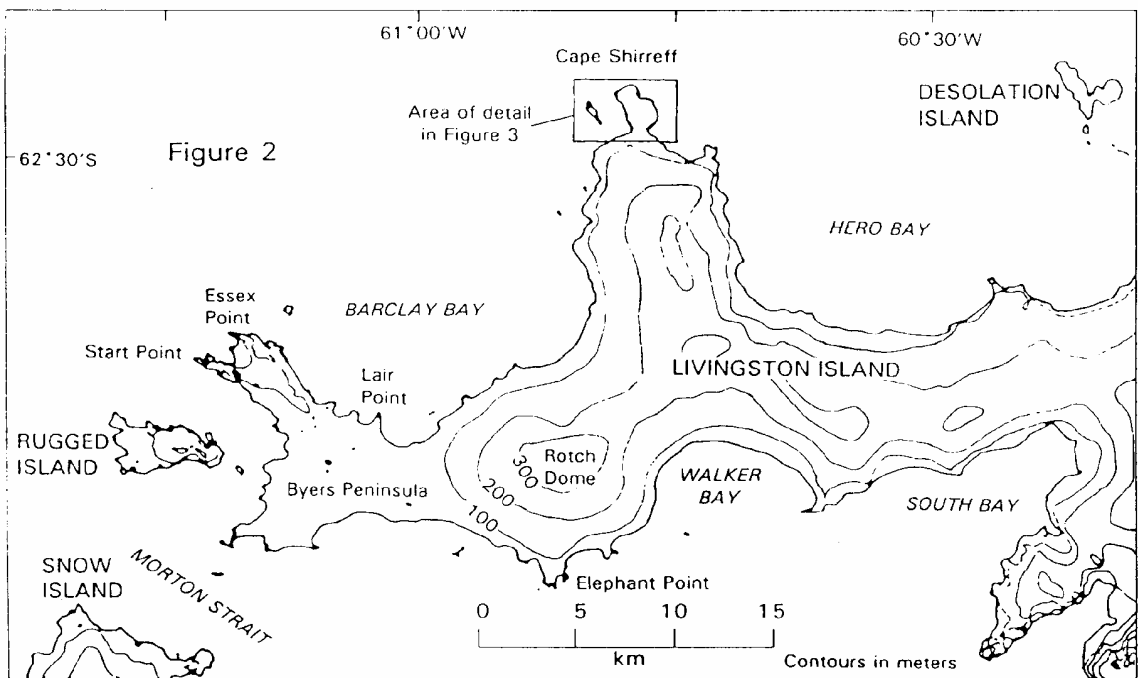 61°00'W
60°30'W
Cape Shirreff
DESOLATION
ISLAND
Area of detail
in Figure 3
62°30'S
Figure 2
HERO BAY
Essex
Point
BARCLAY BAY
Start Point
LIVINGSTON ISLAND
Lair
Point
RUGGED
ISLAND
Rotch
Dome
300
200
100
WALKER
BAY
Byers Peninsula
SOUTH BAY
SNOW
ISLAND
MORTON STRAIT
Elephant Point
0 5 10 15
km
Contours in meters